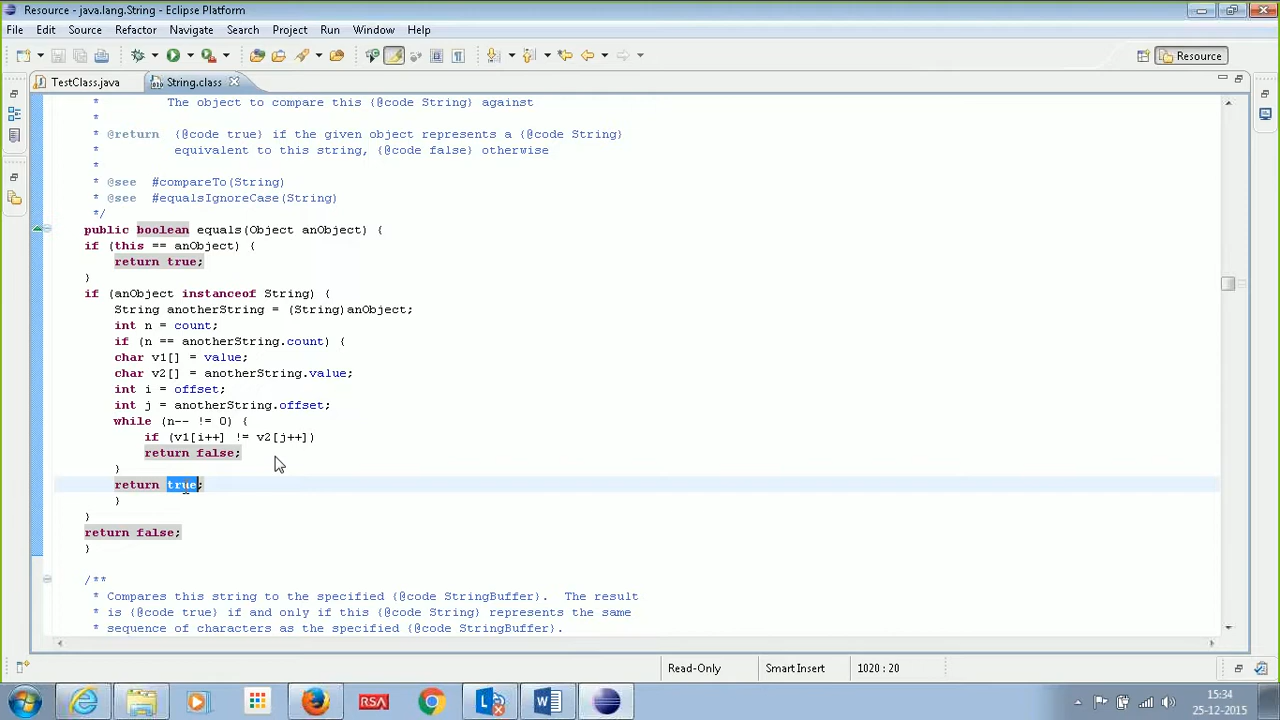 Resource - java.lang.String - Eclipse Platform
File Edit Source Refactor Navigate Search Project Run Window Help
Resource
TestClass.java String.class
* The object to compare this {@code String} against
*
* @return {@code true} if the given object represents a {@code String}
* equivalent to this string, {@code false} otherwise
*
* @see #compareTo(String)
* @see #equalsIgnoreCase(String)
*/
public boolean equals(Object anObject) {
if (this == anObject) {
return true;
}
if (anObject instanceof String) {
String anotherString = (String)anObject;
int n = count;
if (n == anotherString.count) {
char v1[] = value;
char v2[] = anotherString.value;
int i = offset;
int j = anotherString.offset;
while (n-- != 0) {
if (v1[i++] != v2[j++])
return false;
}
return true;
}
}
return false;
}
/**
* Compares this string to the specified {@code StringBuffer}. The result
* is {@code true} if and only if this {@code String} represents the same
* sequence of characters as the specified {@code StringBuffer}.
Read-Only Smart Insert 1020 : 20
RSA
15:34
25-12-2015